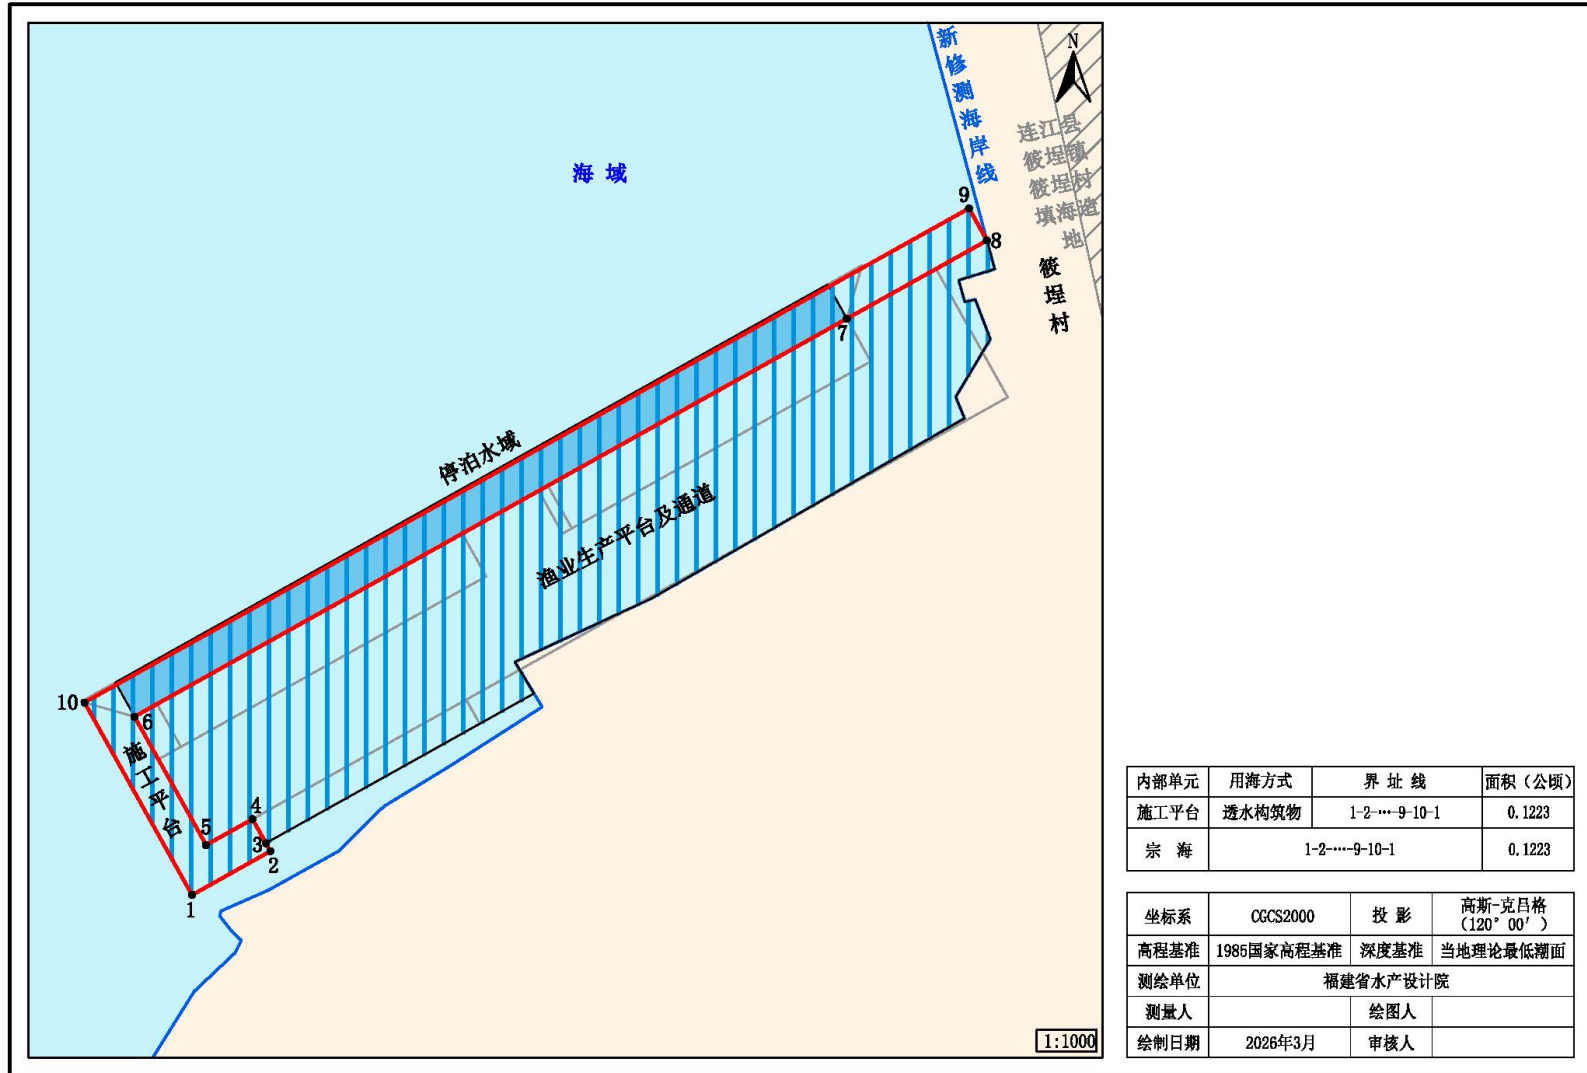 新修测海岸线
N
连江县
筱埕镇
筱埕村
填海造
地
海 域
9
8
筱埕村
7
停泊水域
渔业生产平台及通道
10
6
施工平台
5
4
3
2
1
1:1000
内部单元 用海方式 界 址 线 面积（公顷）
施工平台 透水构筑物 1-2-…-9-10-1 0.1223
宗 海 1-2-…-9-10-1 0.1223
坐标系 CGCS2000 投 影 高斯-克吕格
（120°00′）
高程基准 1985国家高程基准 深度基准 当地理论最低潮面
测绘单位 福建省水产设计院
测量人 绘图人
绘制日期 2026年3月 审核人